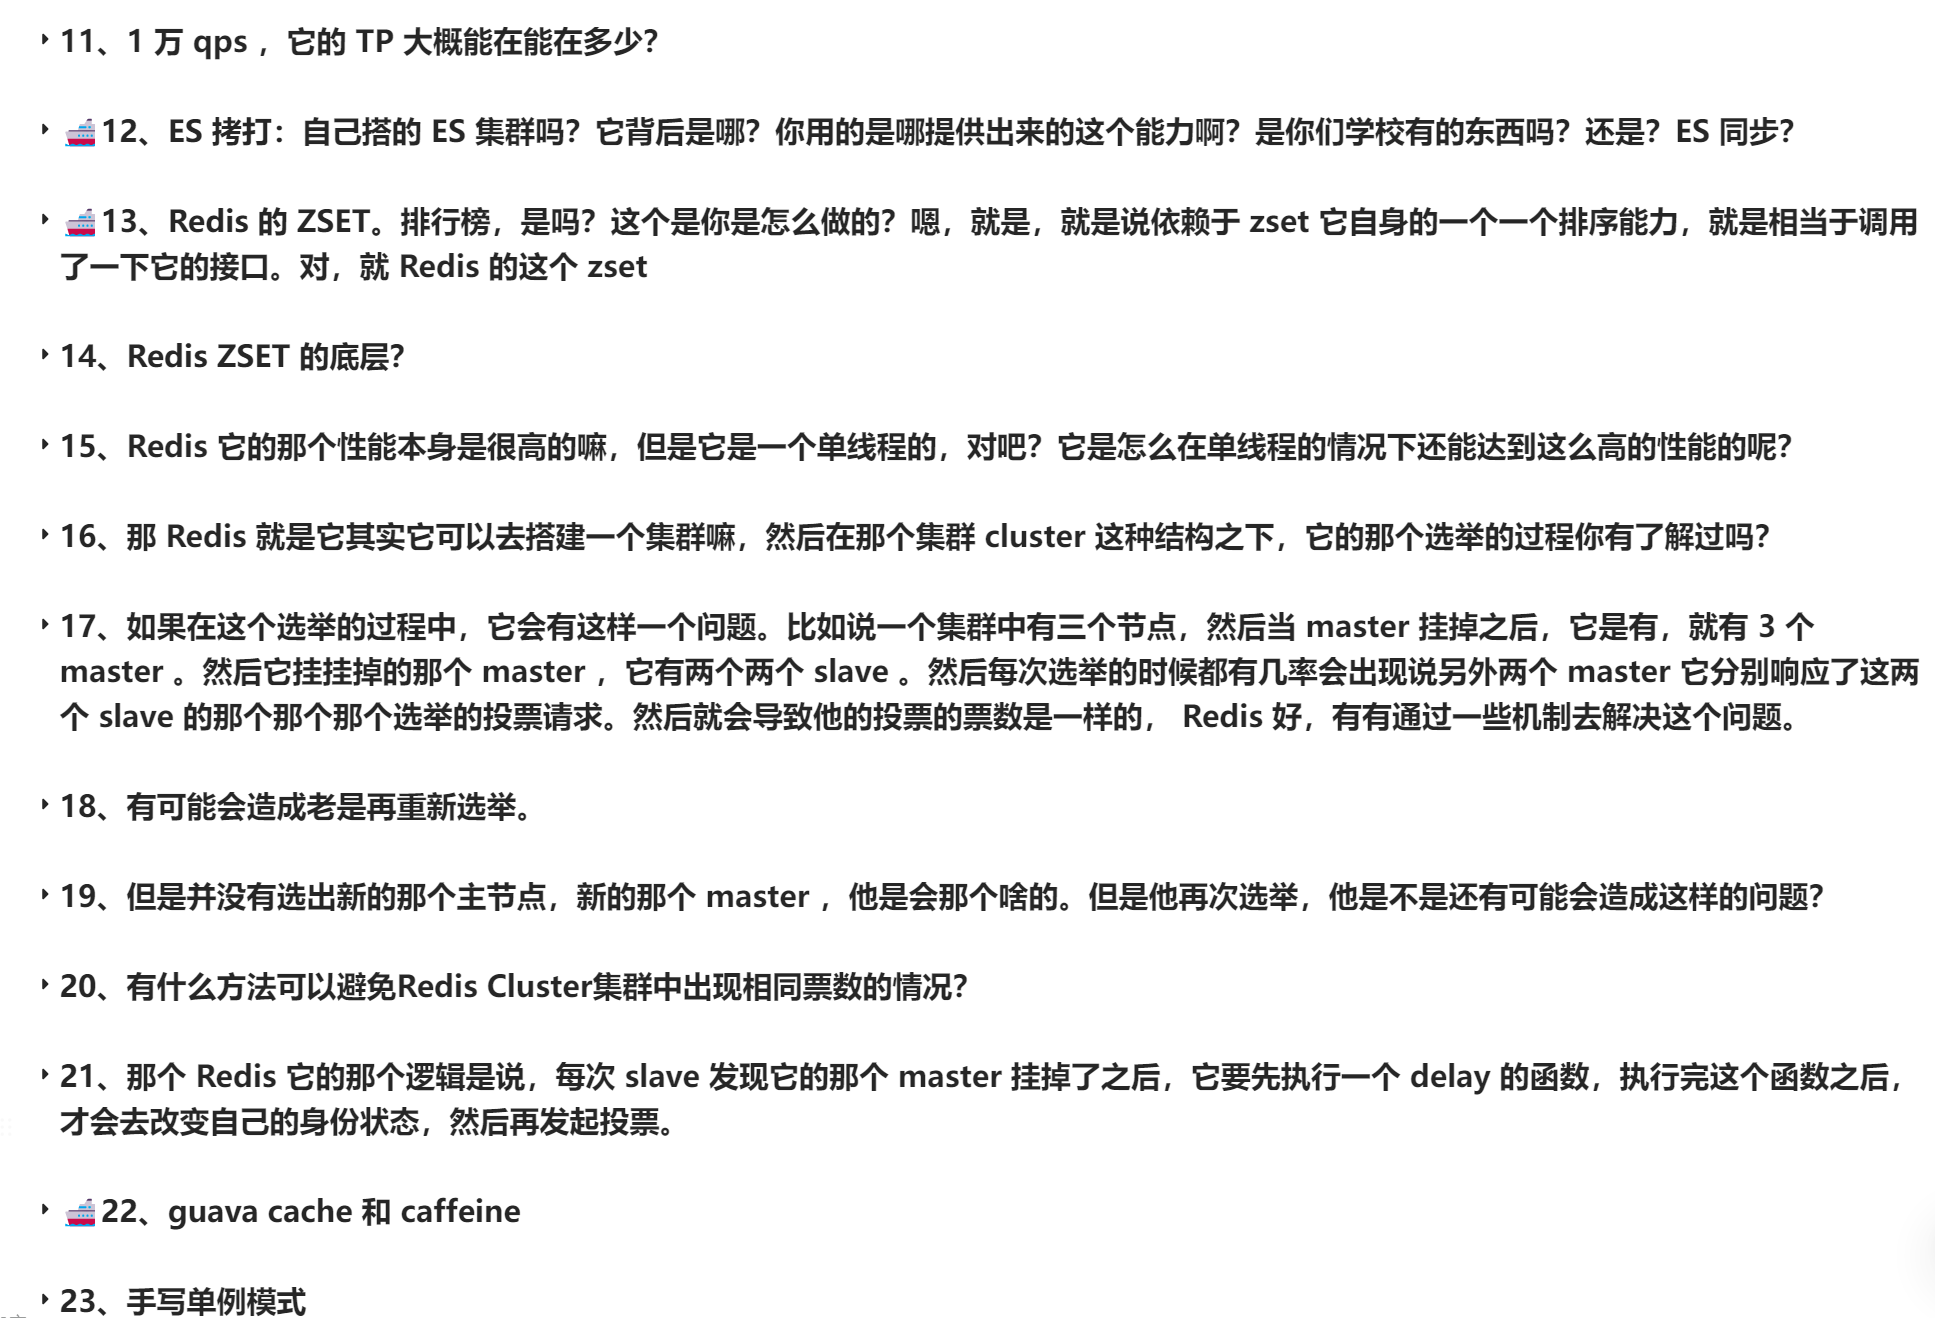 11、1 万 qps ，它的 TP 大概能在能在多少？
🚢12、ES 拷打：自己搭的 ES 集群吗？它背后是哪？你用的是哪提供出来的这个能力啊？是你们学校有的东西吗？还是？ES 同步？
🚢13、Redis 的 ZSET。排行榜，是吗？这个是你是怎么做的？嗯，就是，就是说依赖于 zset 它自身的一个一个排序能力，就是相当于调用
了一下它的接口。对，就 Redis 的这个 zset
14、Redis ZSET 的底层？
15、Redis 它的那个性能本身是很高的嘛，但是它是一个单线程的，对吧？它是怎么在单线程的情况下还能达到这么高的性能的呢？
16、那 Redis 就是它其实它可以去搭建一个集群嘛，然后在那个集群 cluster 这种结构之下，它的那个选举的过程你有了解过吗？
17、如果在这个选举的过程中，它会有这样一个问题。比如说一个集群中有三个节点，然后当 master 挂掉之后，它是有，就有 3 个
master 。然后它挂挂掉的那个 master ，它有两个两个 slave 。然后每次选举的时候都有几率会出现说另外两个 master 它分别响应了这两
个 slave 的那个那个那个选举的投票请求。然后就会导致他的投票的票数是一样的， Redis 好，有有通过一些机制去解决这个问题。
18、有可能会造成老是再重新选举。
19、但是并没有选出新的那个主节点，新的那个 master ，他是会那个啥的。但是他再次选举，他是不是还有可能会造成这样的问题？
20、有什么方法可以避免Redis Cluster集群中出现相同票数的情况？
21、那个 Redis 它的那个逻辑是说，每次 slave 发现它的那个 master 挂掉了之后，它要先执行一个 delay 的函数，执行完这个函数之后，
才会去改变自己的身份状态，然后再发起投票。
🚢22、guava cache 和 caffeine
23、手写单例模式